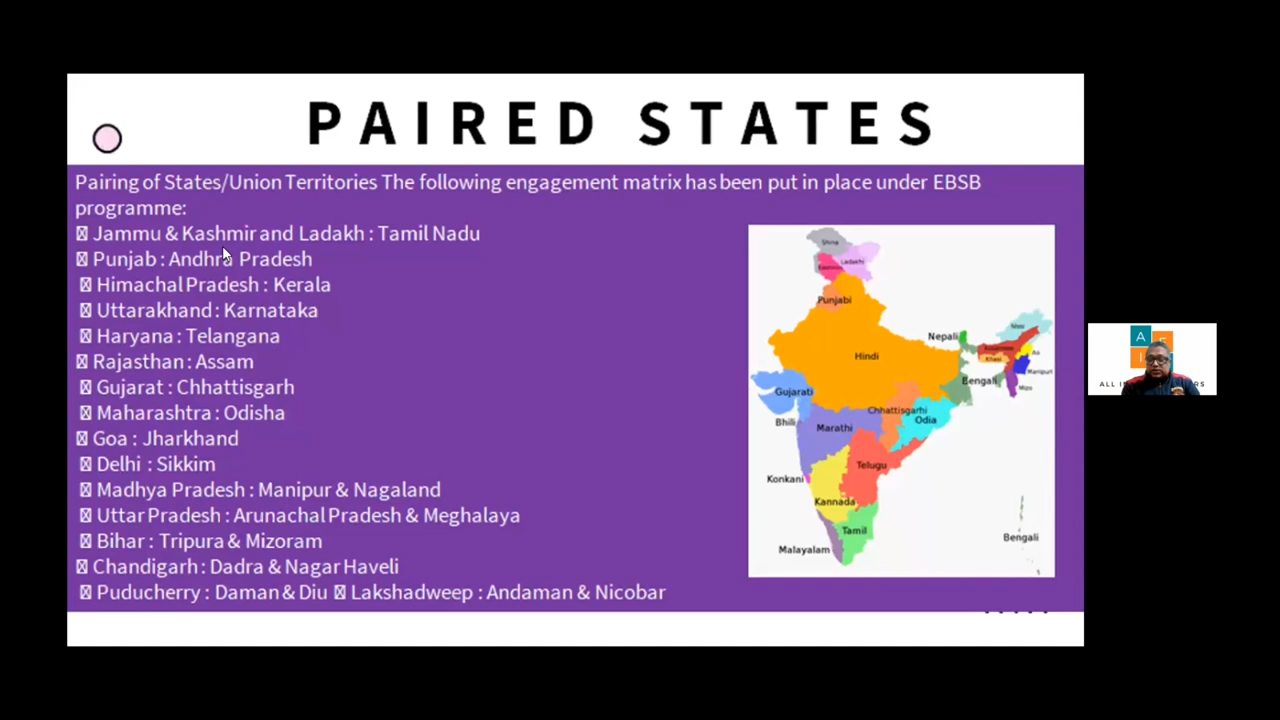 PAIRED STATES
Pairing of States/Union Territories The following engagement matrix has been put in place under EBSB
programme:
Jammu & Kashmir and Ladakh : Tamil Nadu
Punjab : Andhra Pradesh
Himachal Pradesh : Kerala
Uttarakhand : Karnataka
Haryana : Telangana
Rajasthan : Assam
Gujarat : Chhattisgarh
Maharashtra : Odisha
Goa : Jharkhand
Delhi : Sikkim
Madhya Pradesh : Manipur & Nagaland
Uttar Pradesh : Arunachal Pradesh & Meghalaya
Bihar : Tripura & Mizoram
Chandigarh : Dadra & Nagar Haveli
Puducherry : Daman & Diu Lakshadweep : Andaman & Nicobar
Shina
Ladakhi
Punjabi
Nepali
Hindi
Khasi
Manipuri
Mizo
Bengali
Gujarati
Chhattisgarhi
Odia
Bhili
Marathi
Telugu
Konkani
Kannada
Tamil
Malayalam
Bengali
A